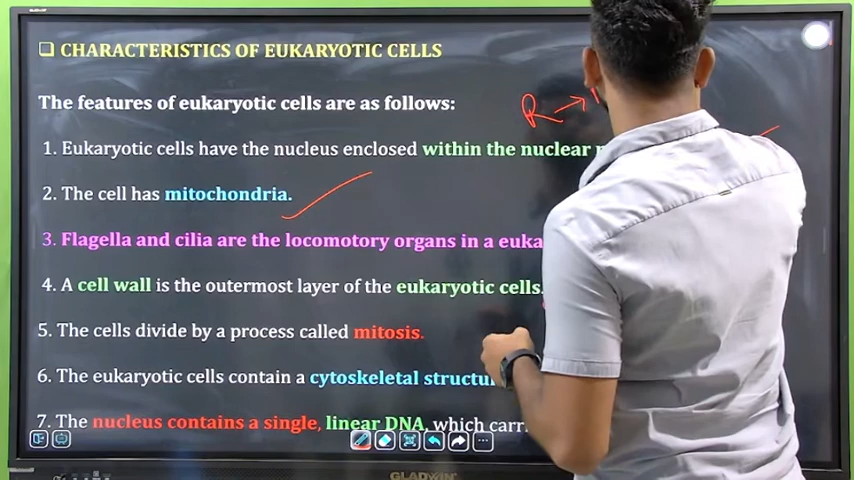 ❑ CHARACTERISTICS OF EUKARYOTIC CELLS
R →
The features of eukaryotic cells are as follows:
1. Eukaryotic cells have the nucleus enclosed within the nuclear
2. The cell has mitochondria.
3. Flagella and cilia are the locomotory organs in a euka
4. A cell wall is the outermost layer of the eukaryotic cells.
5. The cells divide by a process called mitosis.
6. The eukaryotic cells contain a cytoskeletal structu
7. The nucleus contains a single, linear DNA, which carr
GLADWIN